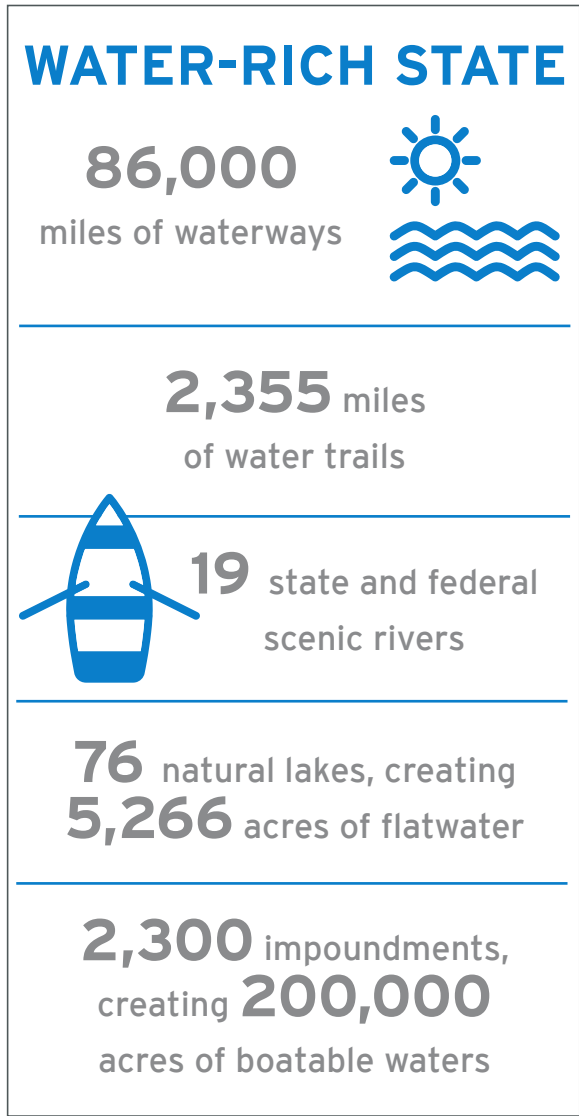 WATER-RICH STATE
86,000
miles of waterways
2,355 miles
of water trails
19 state and federal
scenic rivers
76 natural lakes, creating
5,266 acres of flatwater
2,300 impoundments,
creating 200,000
acres of boatable waters